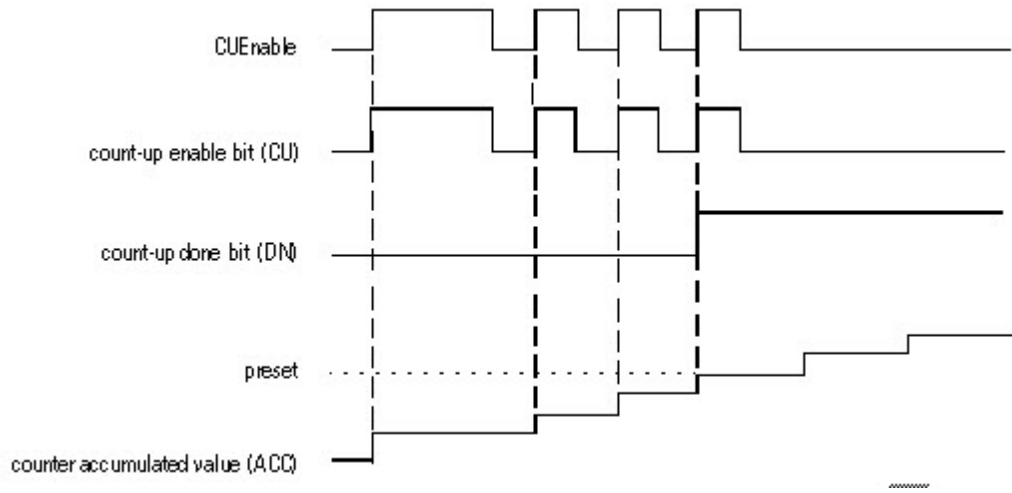 CUEnable
count-up enable bit (CU)
count-up done bit (DN)
preset
counter accumulated value (ACC)